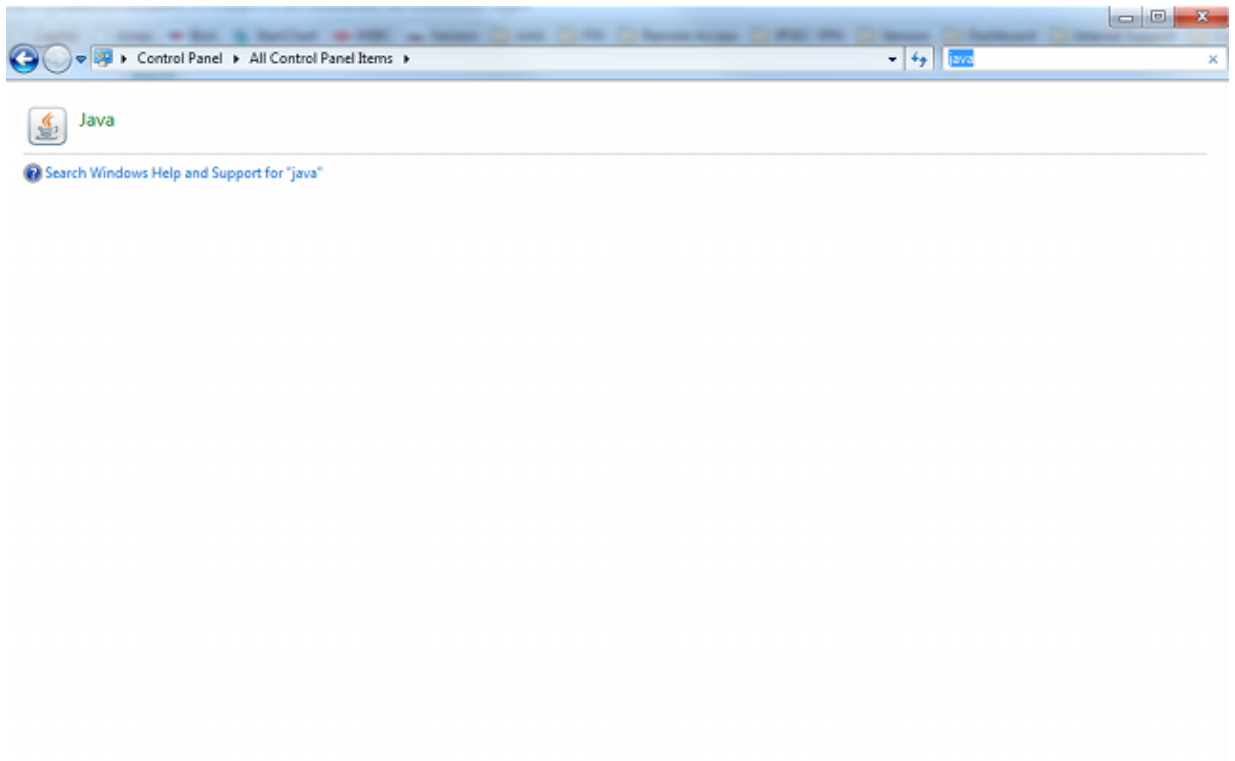 Control Panel ▸ All Control Panel Items ▸
java
Java
Search Windows Help and Support for "java"